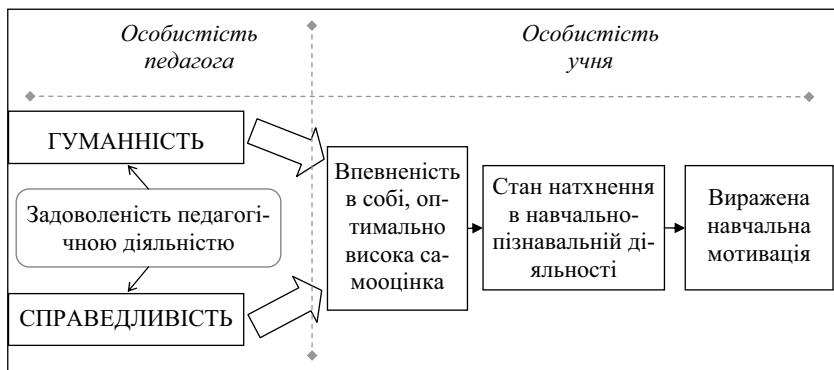 Особистість
педагога
Особистість
учня
ГУМАННІСТЬ
Задоволеність педагогі-
чною діяльністю
СПРАВЕДЛИВІСТЬ
Впевненість
в собі, оп-
тимально
висока са-
мооцінка
Стан натхнення
в навчально-
пізнавальній ді-
яльності
Виражена
навчальна
мотивація